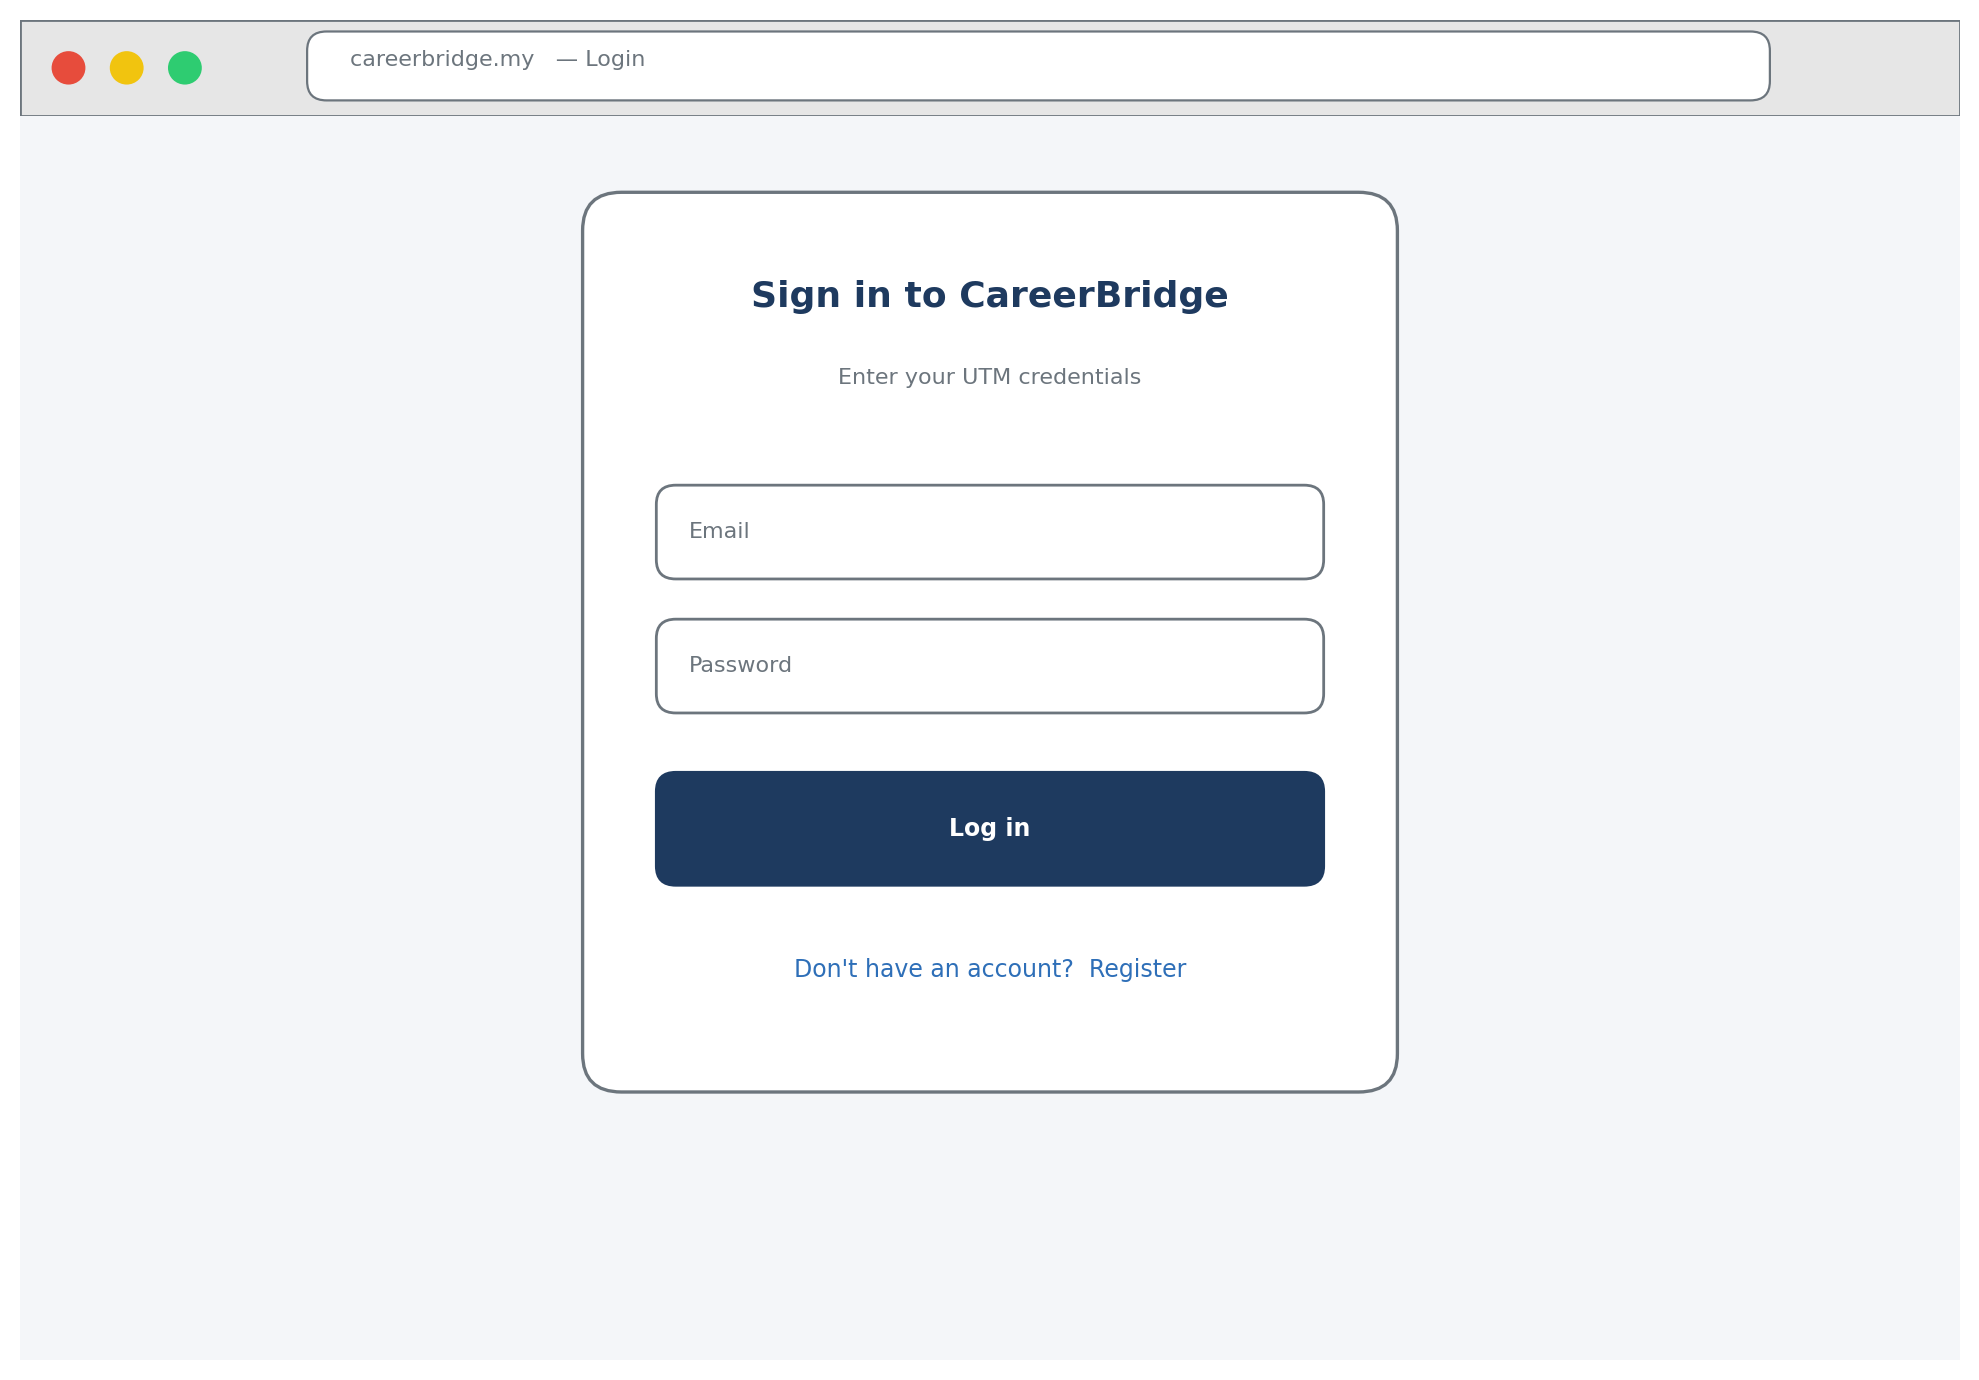 careerbridge.my — Login
Sign in to CareerBridge
Enter your UTM credentials
Email
Password
Log in
Don't have an account? Register